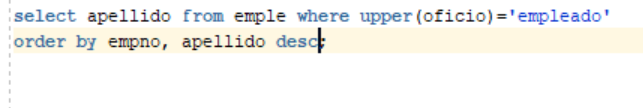 select apellido from emple where upper(oficio)='empleado'
order by empno, apellido desc;